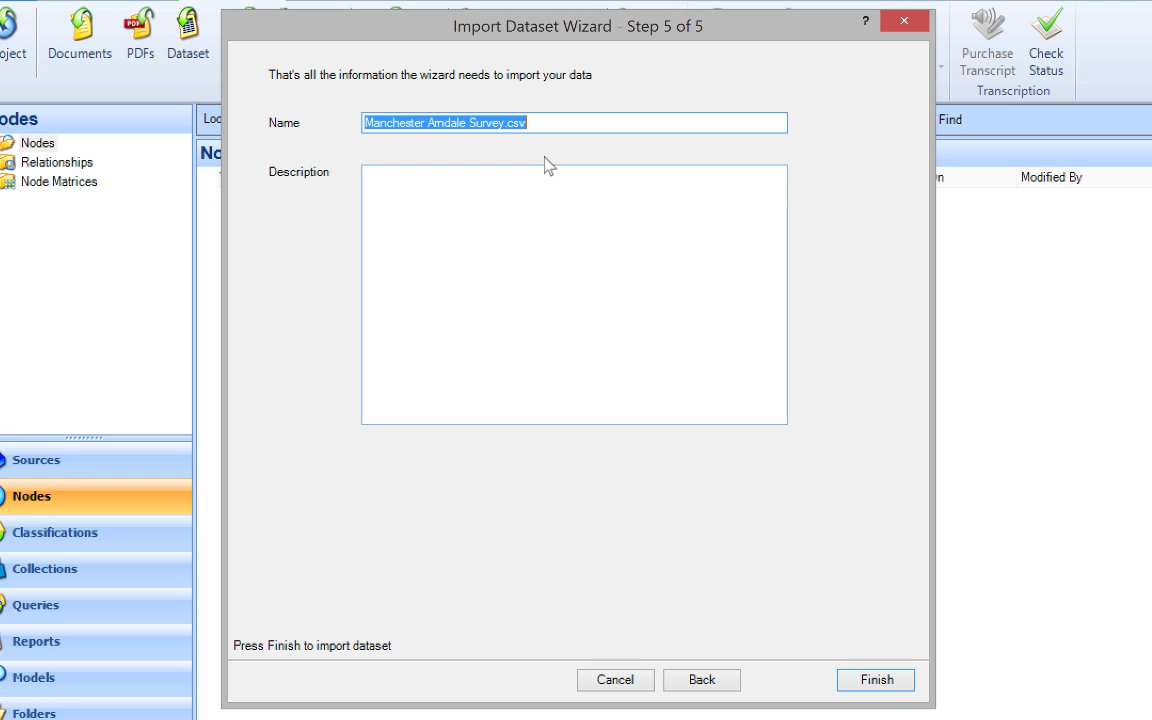 Import Dataset Wizard - Step 5 of 5
?
oject
Documents
PDFs
Dataset
Purchase
Transcript
Check
Status
Transcription
odes
Nodes
Relationships
Node Matrices
Loo
No
Find
n
Modified By
That's all the information the wizard needs to import your data
Name
Manchester Arndale Survey.csv
Description
Sources
Nodes
Classifications
Collections
Queries
Reports
Models
Folders
Press Finish to import dataset
Cancel
Back
Finish